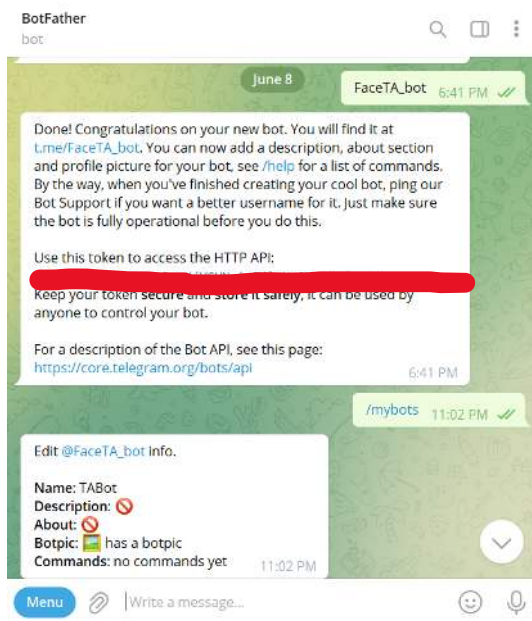 BotFather
bot
June 8
FaceTA_bot 6:41 PM
Done! Congratulations on your new bot. You will find it at
t.me/FaceTA_bot. You can now add a description, about section
and profile picture for your bot, see /help for a list of commands.
By the way, when you've finished creating your cool bot, ping our
Bot Support if you want a better username for it. Just make sure
the bot is fully operational before you do this.
Use this token to access the HTTP API:
Keep your token secure and store it safely, it can be used by
anyone to control your bot.
For a description of the Bot API, see this page:
https://core.telegram.org/bots/api
6:41 PM
/mybots 11:02 PM
Edit @FaceTA_bot info.
Name: TABot
Description: 🚫
About: 🚫
Botpic: 🖼 has a botpic
Commands: no commands yet 11:02 PM
Menu Write a message...